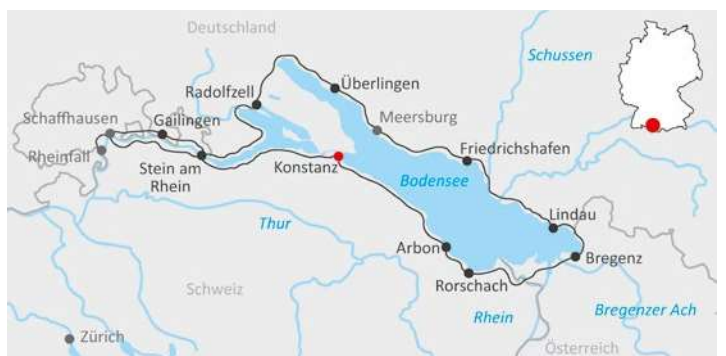 Deutschland
Schussen
Überlingen
Radolfzell
Meersburg
Schaffhausen
Gailingen
Rheinfall
Stein am
Rhein
Konstanz
Friedrichshafen
Bodensee
Lindau
Thur
Arbon
Bregenz
Rorschach
Schweiz
Rhein
Bregenzer Ach
Zürich
Österreich